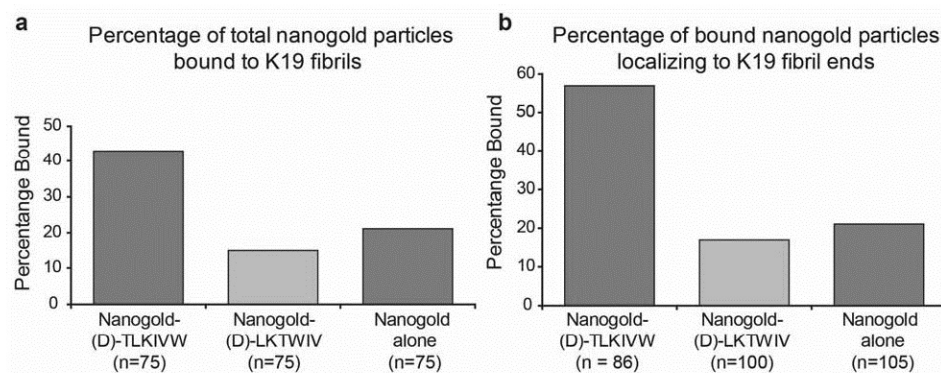 a
Percentage of total nanogold particles
bound to K19 fibrils
Percentange Bound
50
40
30
20
10
0
Nanogold-
(D)-TLKIVW
(n=75)
Nanogold-
(D)-LKTWIV
(n=75)
Nanogold
alone
(n=75)
b
Percentage of bound nanogold particles
localizing to K19 fibril ends
Percentange Bound
60
50
40
30
20
10
0
Nanogold-
(D)-TLKIVW
(n = 86)
Nanogold-
(D)-LKTWIV
(n=100)
Nanogold
alone
(n=105)